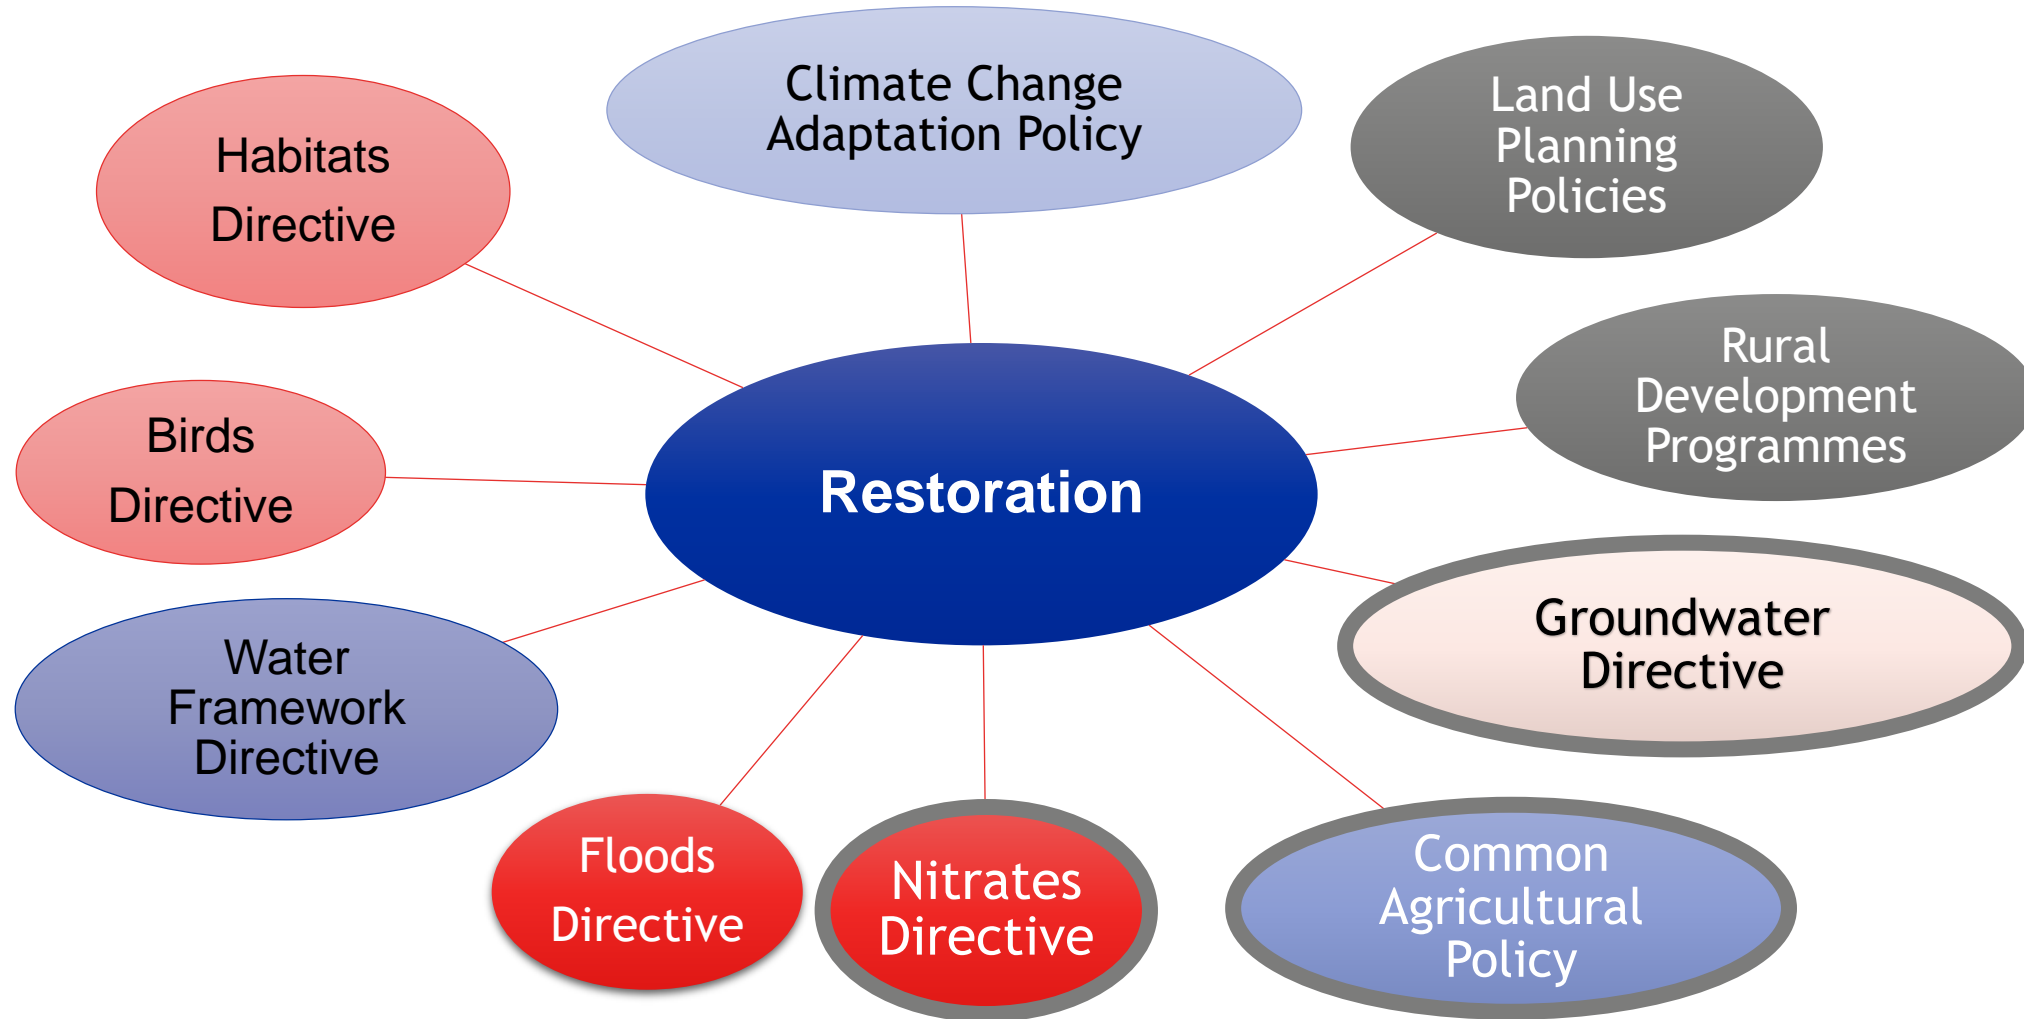 Climate Change
Adaptation Policy
Land Use
Planning
Policies
Habitats
Directive
Rural
Development
Programmes
Birds
Directive
Restoration
Groundwater
Directive
Water
Framework
Directive
Floods
Directive
Nitrates
Directive
Common
Agricultural
Policy